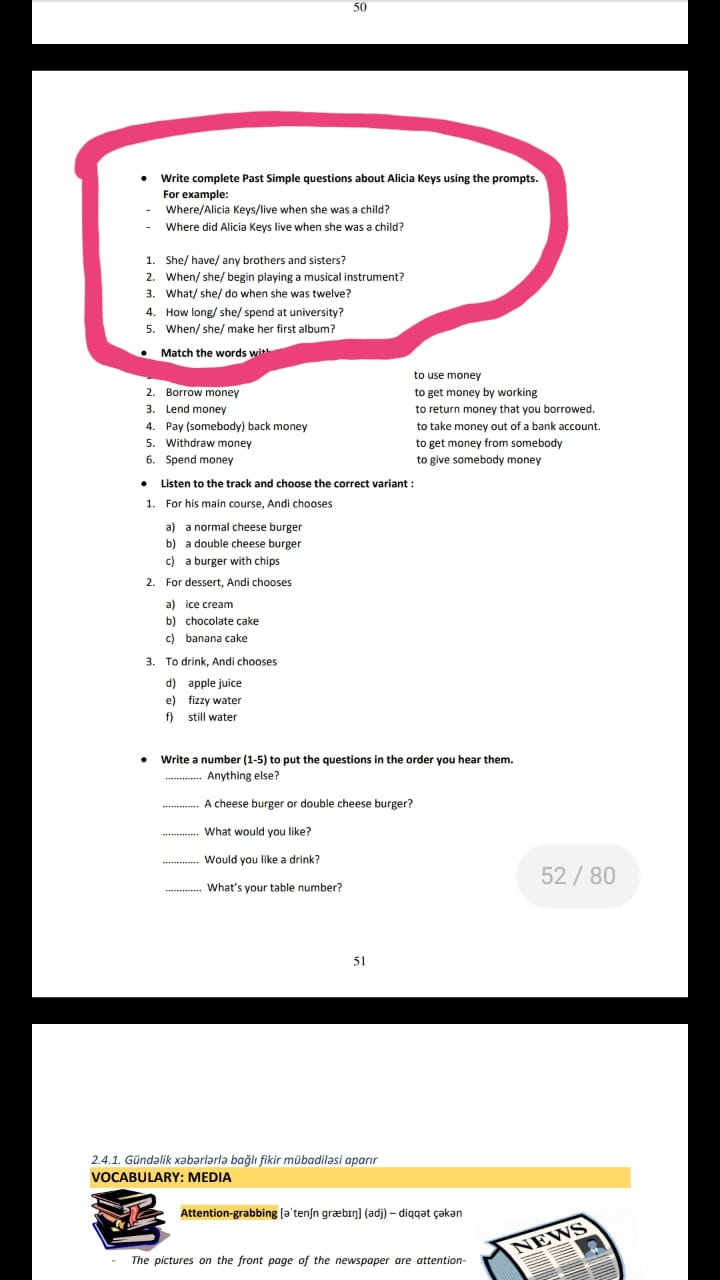 50
• Write complete Past Simple questions about Alicia Keys using the prompts.
For example:
- Where/Alicia Keys/live when she was a child?
- Where did Alicia Keys live when she was a child?
1. She/ have/ any brothers and sisters?
2. When/ she/ begin playing a musical instrument?
3. What/ she/ do when she was twelve?
4. How long/ she/ spend at university?
5. When/ she/ make her first album?
• Match the words
to use money
2. Borrow money to get money by working
3. Lend money to return money that you borrowed.
4. Pay (somebody) back money to take money out of a bank account.
5. Withdraw money to get money from somebody
6. Spend money to give somebody money
• Listen to the track and choose the correct variant :
1. For his main course, Andi chooses
a) a normal cheese burger
b) a double cheese burger
c) a burger with chips
2. For dessert, Andi chooses
a) ice cream
b) chocolate cake
c) banana cake
3. To drink, Andi chooses
d) apple juice
e) fizzy water
f) still water
• Write a number (1-5) to put the questions in the order you hear them.
............. Anything else?
............. A cheese burger or double cheese burger?
............. What would you like?
............. Would you like a drink?
............. What's your table number?
52 / 80
51
2.4.1. Gündəlik xəbərlərlə bağlı fikir mübadiləsi aparır
VOCABULARY: MEDIA
Attention-grabbing [əˈtenʃn græbɪŋ] (adj) – diqqət çəkən
NEWS
- The pictures on the front page of the newspaper are attention-